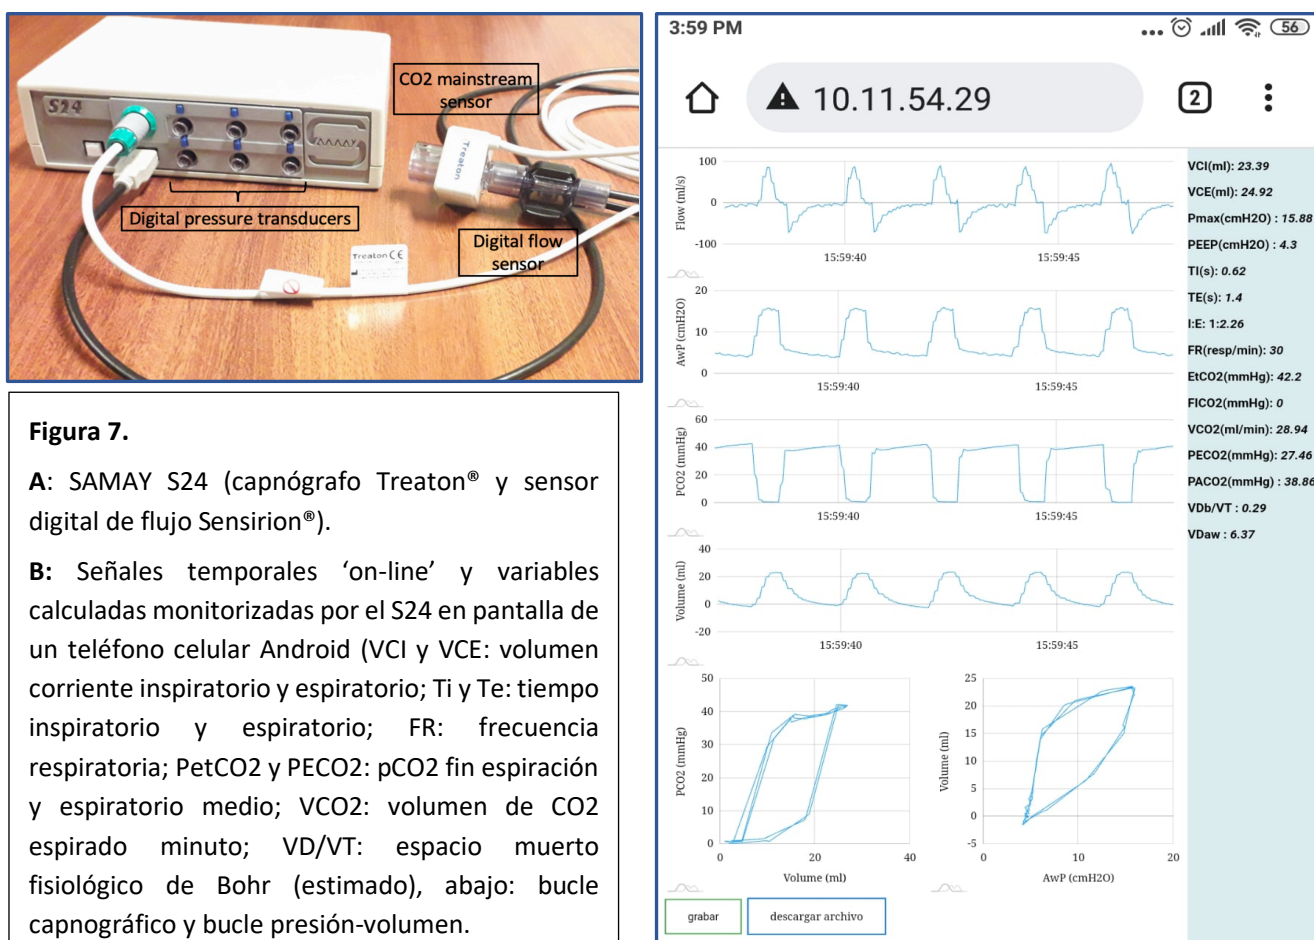 S24
SAMAY
CO2 mainstream
sensor
Treaton
Digital pressure transducers
Digital flow
sensor
Treaton CE
Figura 7.
A: SAMAY S24 (capnógrafo Treaton® y sensor
digital de flujo Sensirion®).
B: Señales temporales ‘on-line’ y variables
calculadas monitorizadas por el S24 en pantalla de
un teléfono celular Android (VCI y VCE: volumen
corriente inspiratorio y espiratorio; Ti y Te: tiempo
inspiratorio y espiratorio; FR: frecuencia
respiratoria; PetCO2 y PECO2: pCO2 fin espiración
y espiratorio medio; VCO2: volumen de CO2
espirado minuto; VD/VT: espacio muerto
fisiológico de Bohr (estimado), abajo: bucle
capnográfico y bucle presión-volumen.
3:59 PM
56
10.11.54.29
2
Flow (ml/s)
100
0
-100
15:59:40
15:59:45
AwP (cmH2O)
20
10
0
15:59:40
15:59:45
PCO2 (mmHg)
60
40
20
0
15:59:40
15:59:45
Volume (ml)
40
20
0
-20
15:59:40
15:59:45
PCO2 (mmHg)
50
40
30
20
10
0
0
20
40
Volume (ml)
Volume (ml)
25
20
15
10
5
0
-5
0
10
20
AwP (cmH2O)
VCI(ml): 23.39
VCE(ml): 24.92
Pmax(cmH2O) : 15.88
PEEP(cmH2O) : 4.3
TI(s): 0.62
TE(s): 1.4
I:E: 1:2.26
FR(resp/min): 30
EtCO2(mmHg): 42.2
FICO2(mmHg): 0
VCO2(ml/min): 28.94
PECO2(mmHg): 27.46
PACO2(mmHg) : 38.86
VDb/VT : 0.29
VDaw : 6.37
grabar
descargar archivo